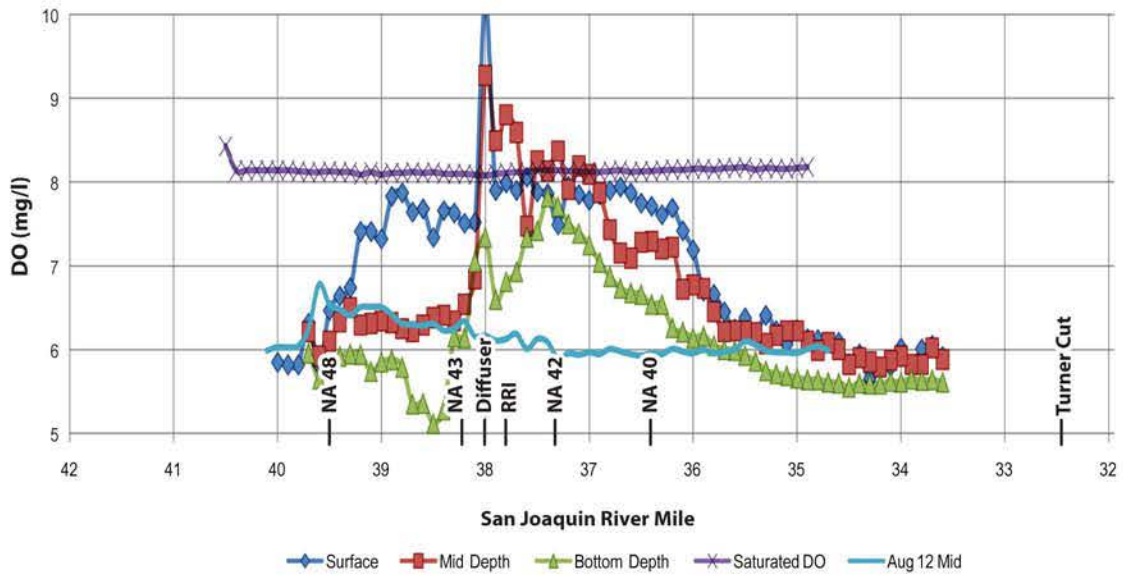 10
9
8
7
6
5
DO (mg/l)
NA 48
NA 43
Diffuser
RRI
NA 42
NA 40
Turner Cut
42 41 40 39 38 37 36 35 34 33 32
San Joaquin River Mile
Surface Mid Depth Bottom Depth Saturated DO Aug 12 Mid